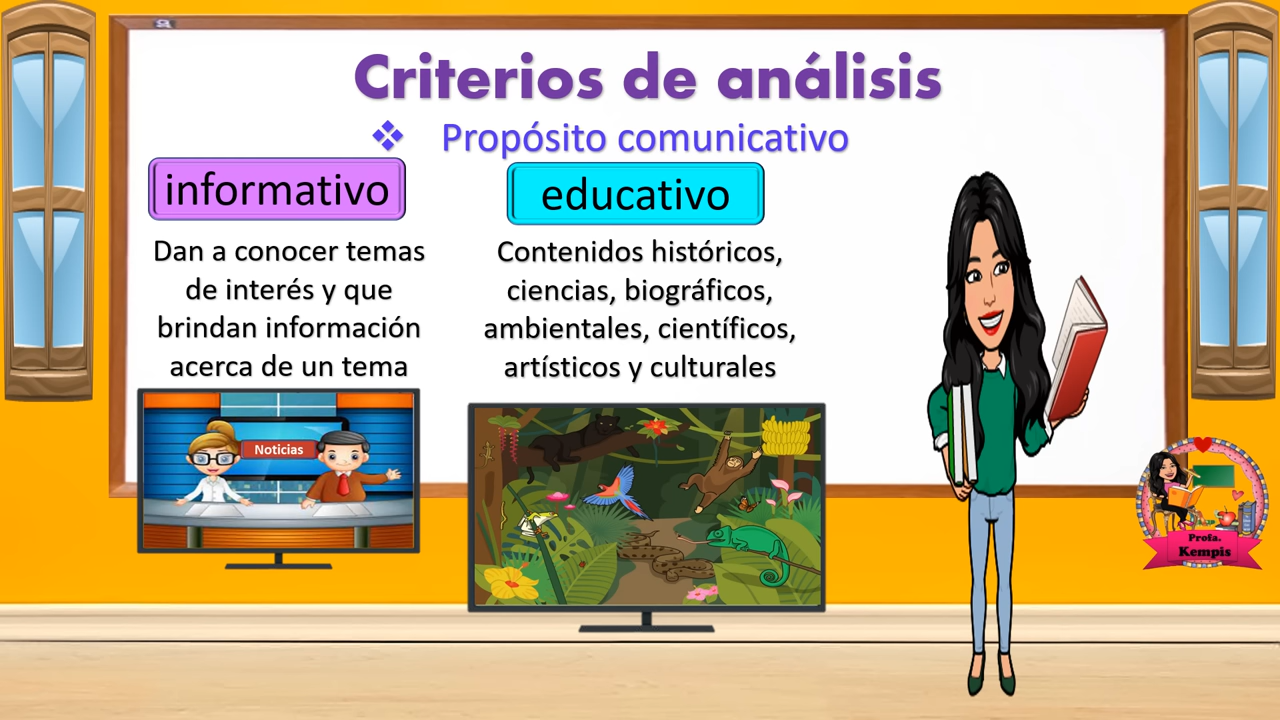 Criterios de análisis
❖ Propósito comunicativo
informativo
Dan a conocer temas
de interés y que
brindan información
acerca de un tema
Noticias
educativo
Contenidos históricos,
ciencias, biográficos,
ambientales, científicos,
artísticos y culturales
Profa.
Kempis